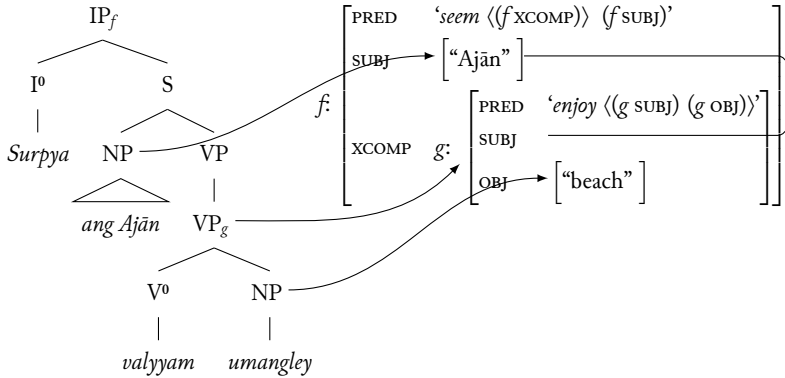 IP_f
I⁰ S
Surpya NP VP
ang Ajān VP_g
V⁰ NP
valyyam umangley
f:
PRED ‘seem ⟨(f XCOMP)⟩ (f SUBJ)’
SUBJ [“Ajān”]
XCOMP g:
PRED ‘enjoy ⟨(g SUBJ) (g OBJ)⟩’
SUBJ
OBJ [“beach”]